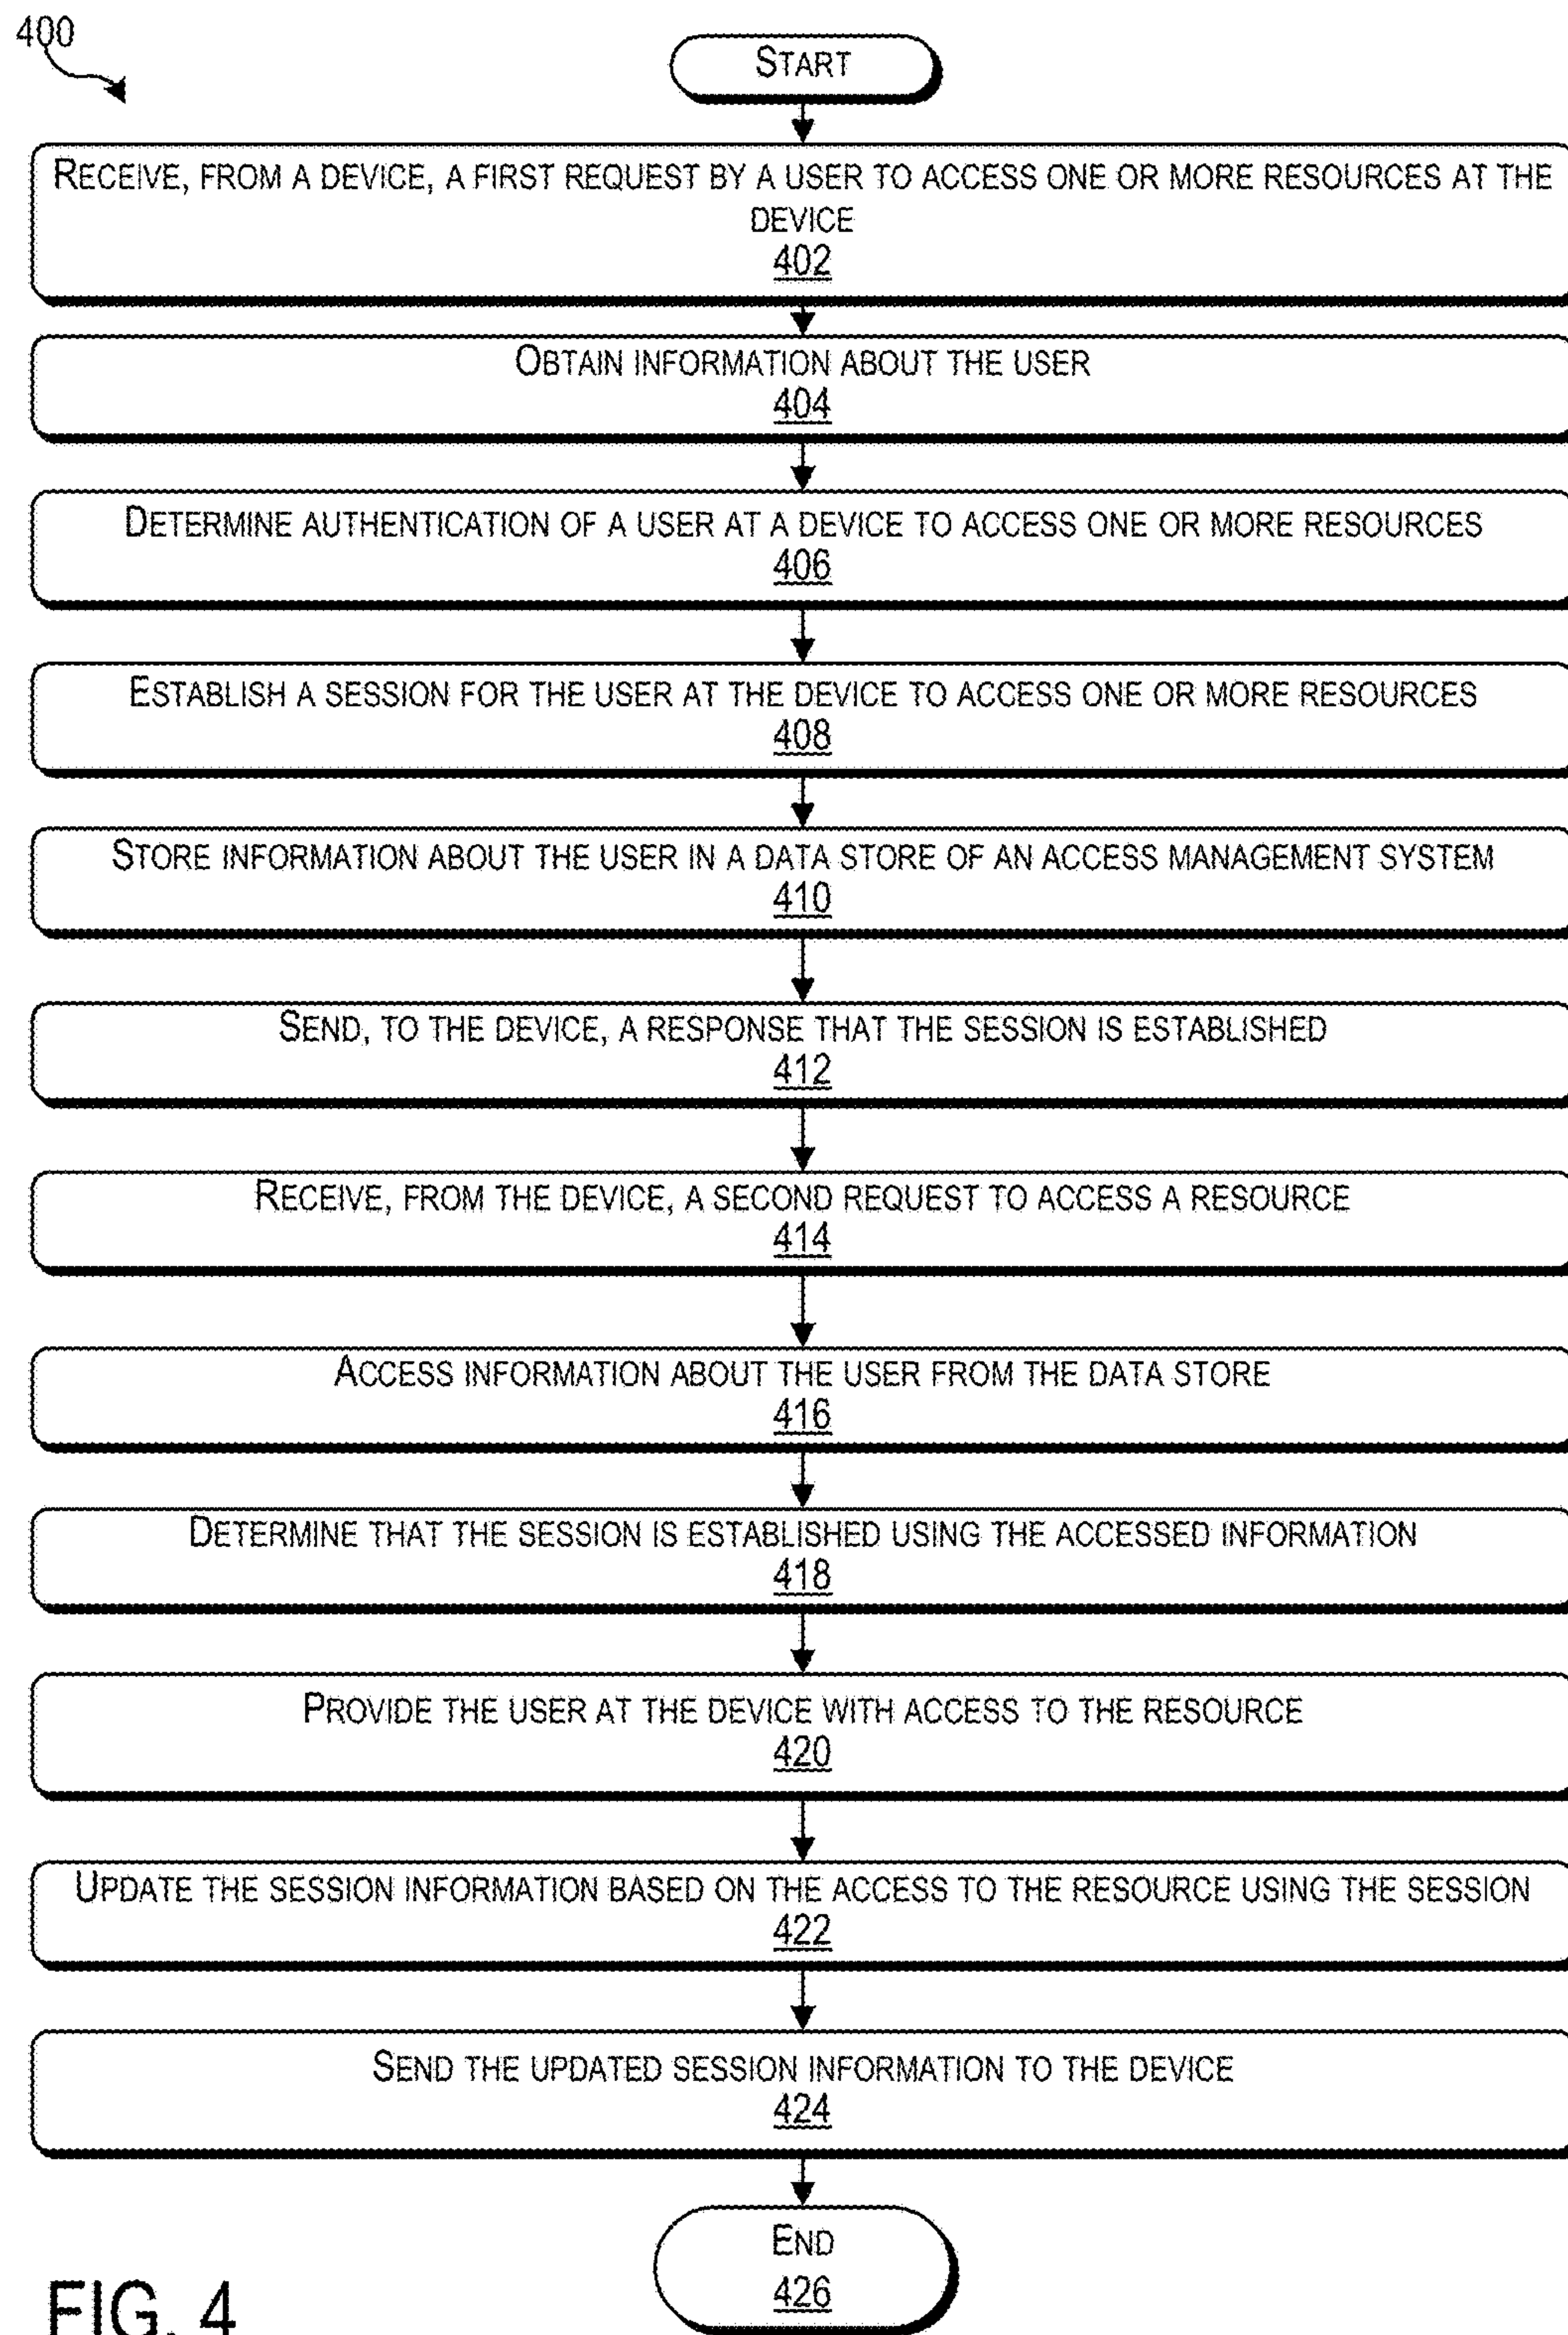 400
START
RECEIVE, FROM A DEVICE, A FIRST REQUEST BY A USER TO ACCESS ONE OR MORE RESOURCES AT THE
DEVICE
402
OBTAIN INFORMATION ABOUT THE USER
404
DETERMINE AUTHENTICATION OF A USER AT A DEVICE TO ACCESS ONE OR MORE RESOURCES
406
ESTABLISH A SESSION FOR THE USER AT THE DEVICE TO ACCESS ONE OR MORE RESOURCES
408
STORE INFORMATION ABOUT THE USER IN A DATA STORE OF AN ACCESS MANAGEMENT SYSTEM
410
SEND, TO THE DEVICE, A RESPONSE THAT THE SESSION IS ESTABLISHED
412
RECEIVE, FROM THE DEVICE, A SECOND REQUEST TO ACCESS A RESOURCE
414
ACCESS INFORMATION ABOUT THE USER FROM THE DATA STORE
416
DETERMINE THAT THE SESSION IS ESTABLISHED USING THE ACCESSED INFORMATION
418
PROVIDE THE USER AT THE DEVICE WITH ACCESS TO THE RESOURCE
420
UPDATE THE SESSION INFORMATION BASED ON THE ACCESS TO THE RESOURCE USING THE SESSION
422
SEND THE UPDATED SESSION INFORMATION TO THE DEVICE
424
END
426
FIG. 4